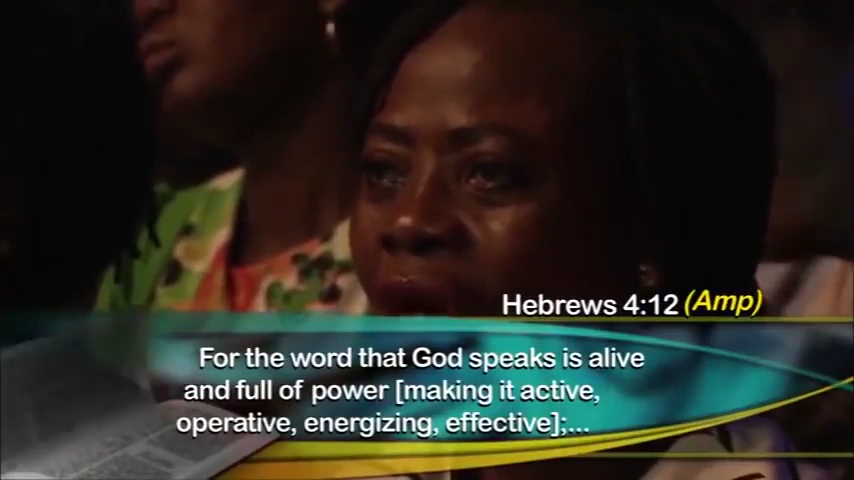 Hebrews 4:12 (Amp)
For the word that God speaks is alive
and full of power [making it active,
operative, energizing, effective];...